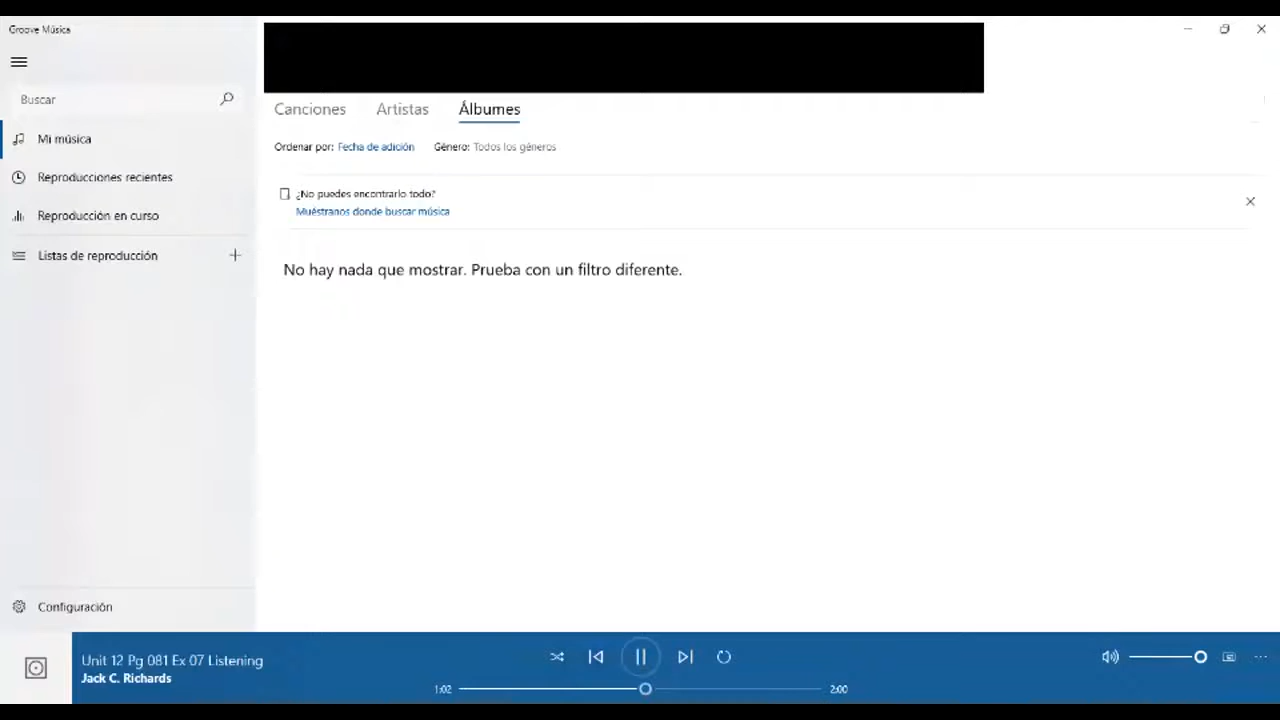 Groove Música
Buscar
Mi música
Reproducciones recientes
Reproducción en curso
Listas de reproducción
Configuración
Canciones Artistas Álbumes
Ordenar por: Fecha de adición Género: Todos los géneros
¿No puedes encontrarlo todo?
Muéstranos donde buscar música
No hay nada que mostrar. Prueba con un filtro diferente.
Unit 12 Pg 081 Ex 07 Listening
Jack C. Richards
1:02 2:00